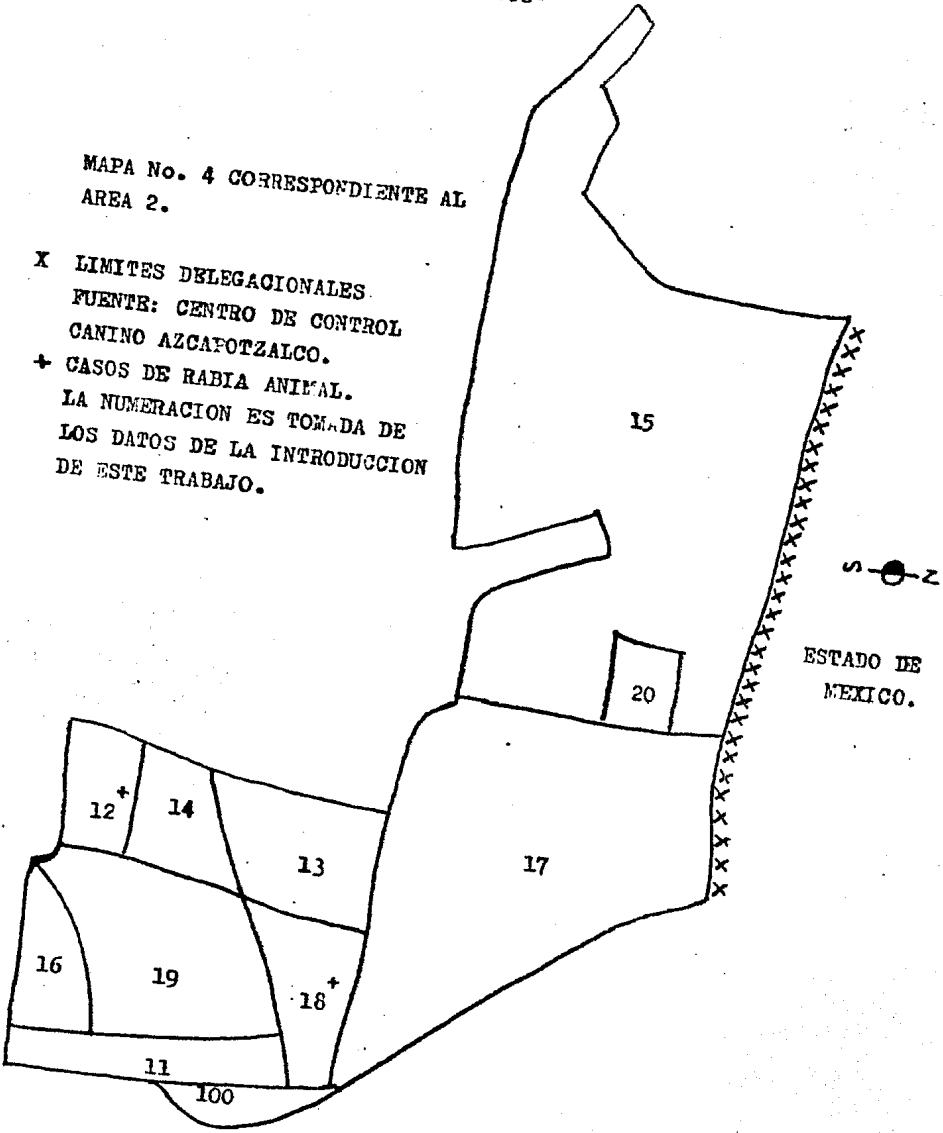 MAPA No. 4 CORRESPONDIENTE AL
AREA 2.
X LIMITES DELEGACIONALES
FUENTE: CENTRO DE CONTROL
CANINO AZCAPOTZALCO.
+ CASOS DE RABIA ANIMAL.
LA NUMERACION ES TOMADA DE
LOS DATOS DE LA INTRODUCCION
DE ESTE TRABAJO.
15
S N
ESTADO DE
MEXICO.
20
12 +
14
13
17
16
19
18 +
11
100